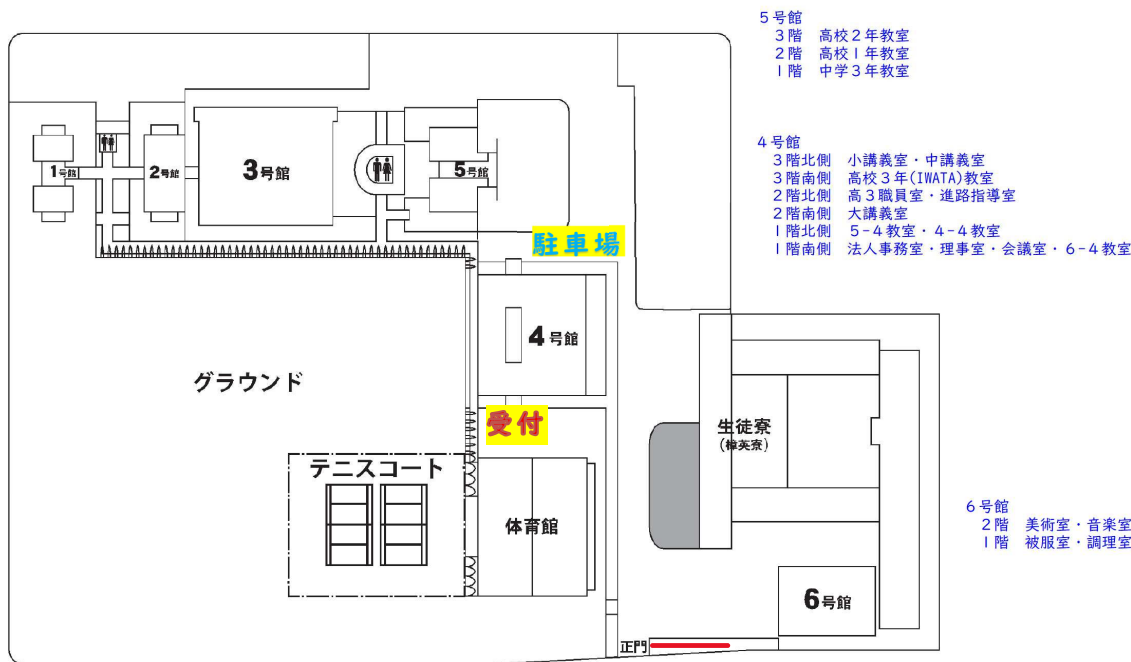 5号館
3階 高校2年教室
2階 高校1年教室
1階 中学3年教室
4号館
3階北側 小講義室・中講義室
3階南側 高校3年(IWATA)教室
2階北側 高3職員室・進路指導室
2階南側 大講義室
1階北側 5-4教室・4-4教室
1階南側 法人事務室・理事室・会議室・6-4教室
1号館
2号館
3号館
5号館
駐車場
4号館
グラウンド
受付
生徒寮
(樟英寮)
テニスコート
体育館
6号館
2階 美術室・音楽室
1階 被服室・調理室
6号館
正門